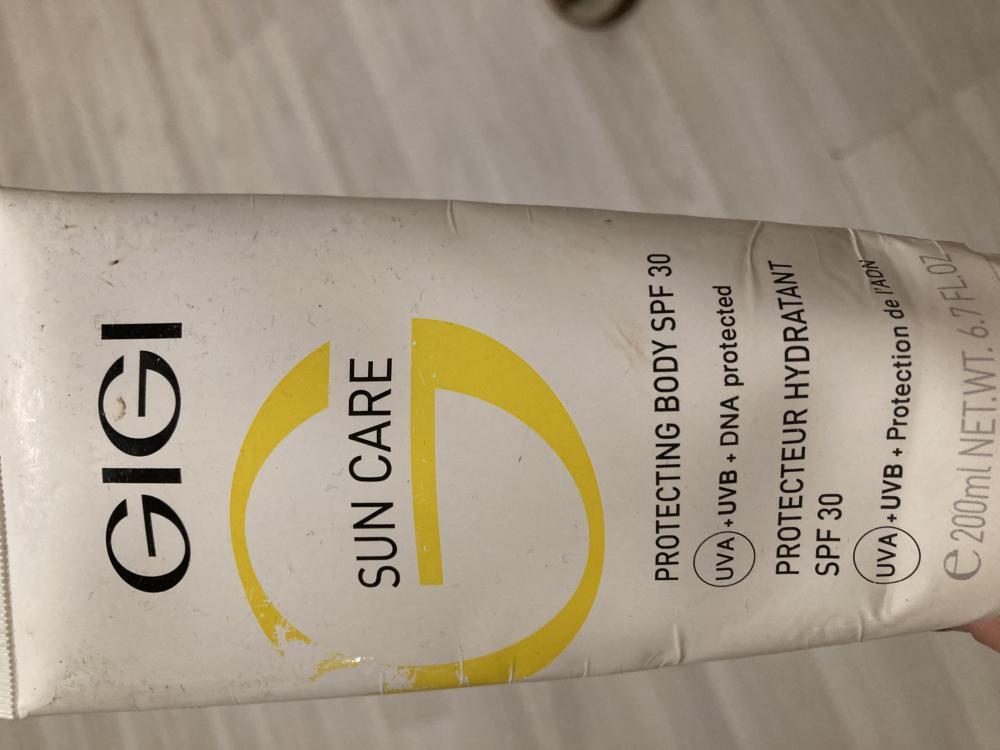 GIGI
SUN CARE
PROTECTING BODY SPF 30
UVA + UVB + DNA protected
PROTECTEUR HYDRATANT
SPF 30
UVA + UVB + Protection de l'ADN
e 200ml NET.WT. 6.7 FL.OZ